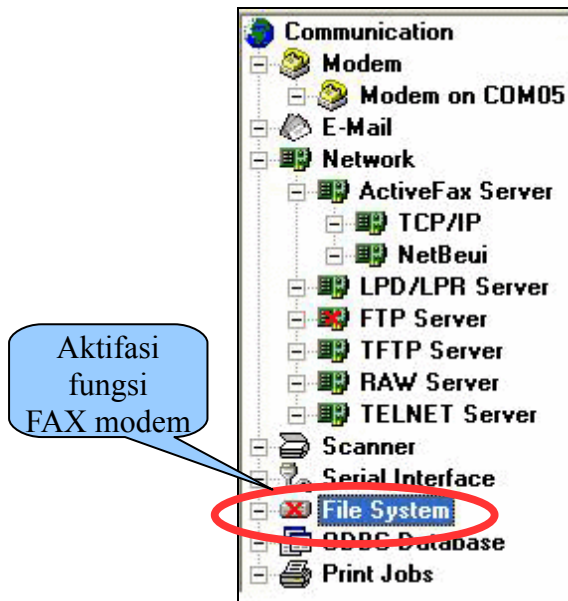 Communication
Modem
Modem on COM05
E-Mail
Network
ActiveFax Server
TCP/IP
NetBeui
LPD/LPR Server
FTP Server
TFTP Server
RAW Server
TELNET Server
Scanner
Serial Interface
File System
ODBC Database
Print Jobs
Aktifasi
fungsi
FAX modem